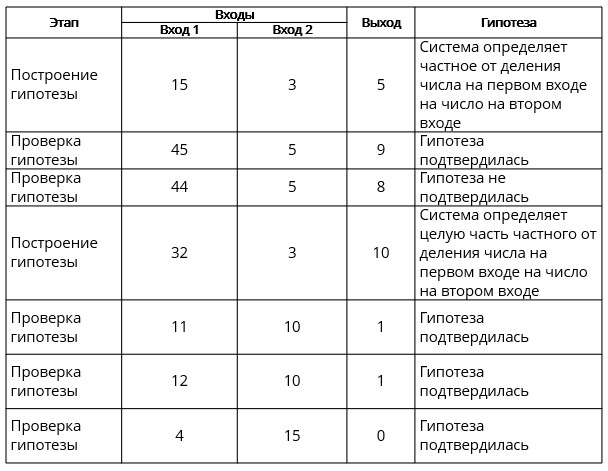 Этап Входы Выход Гипотеза
Вход 1 Вход 2
Построение гипотезы 15 3 5 Система определяет
частное от деления
числа на первом входе
на число на втором
входе
Проверка гипотезы 45 5 9 Гипотеза
подтвердилась
Проверка гипотезы 44 5 8 Гипотеза не
подтвердилась
Построение гипотезы 32 3 10 Система определяет
целую часть частного от
деления числа на
первом входе на число
на втором входе
Проверка гипотезы 11 10 1 Гипотеза
подтвердилась
Проверка гипотезы 12 10 1 Гипотеза
подтвердилась
Проверка гипотезы 4 15 0 Гипотеза
подтвердилась